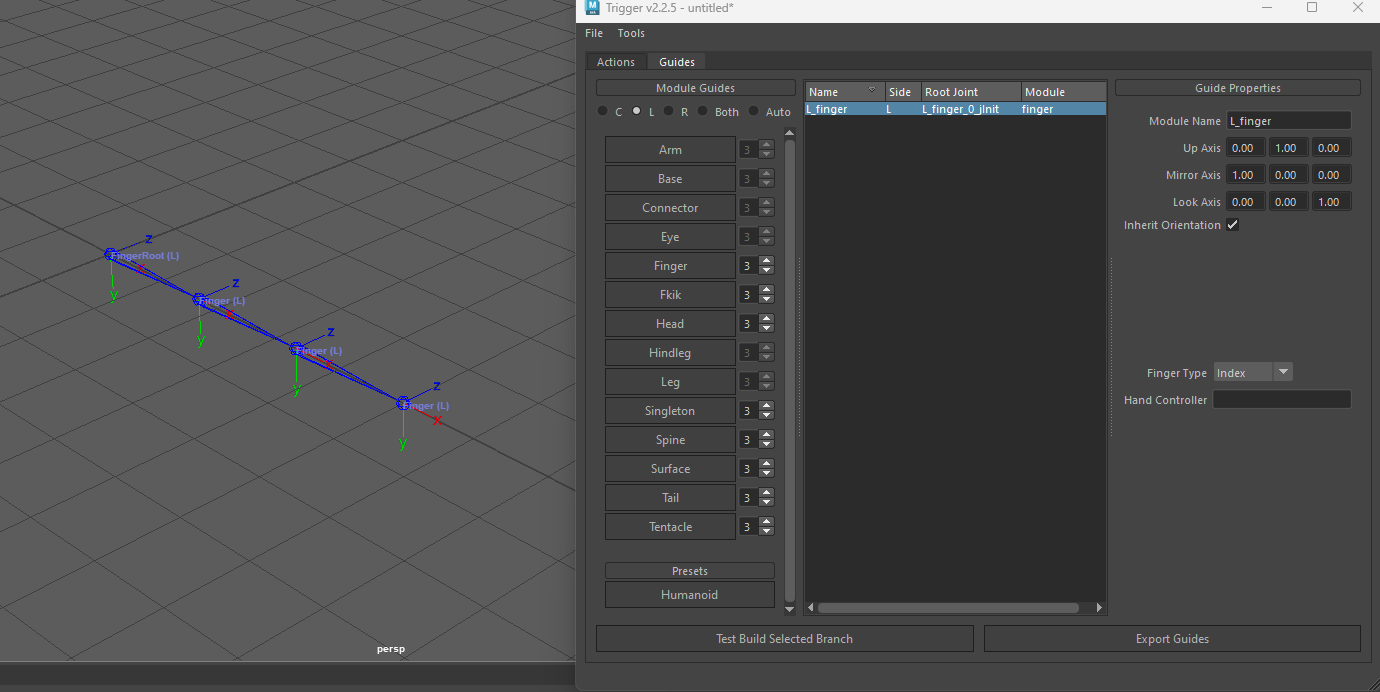 Trigger v2.2.5 - untitled*
File Tools
Actions Guides
Module Guides
C L R Both Auto
Arm 3
Base 3
Connector 3
Eye 3
Finger 3
Fkik 3
Head 3
Hindleg 3
Leg 3
Singleton 3
Spine 3
Surface 3
Tail 3
Tentacle 3
Presets
Humanoid
Name Side Root Joint Module
L_finger L L_finger_0_jInit finger
Guide Properties
Module Name L_finger
Up Axis 0.00 1.00 0.00
Mirror Axis 1.00 0.00 0.00
Look Axis 0.00 0.00 1.00
Inherit Orientation
Finger Type Index
Hand Controller
Test Build Selected Branch Export Guides
z
FingerRoot (L)
x
y
z
Finger (L)
x
y
z
Finger (L)
x
y
z
Finger (L)
x
y
persp